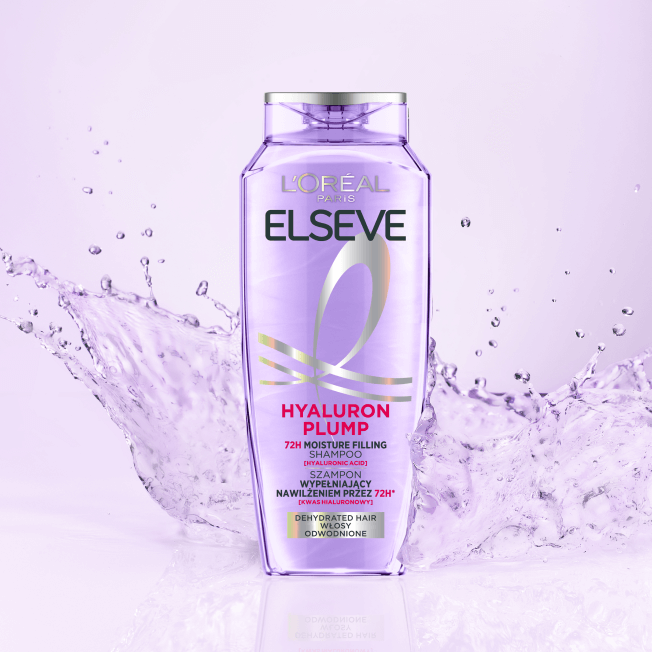 L'ORÉAL
PARIS
ELSEVE
HYALURON
PLUMP
72H MOISTURE FILLING
SHAMPOO
[HYALURONIC ACID]
SZAMPON
WYPEŁNIAJĄCY
NAWILŻENIEM PRZEZ 72H*
[KWAS HIALURONOWY]
DEHYDRATED HAIR
WŁOSY
ODWODNIONE